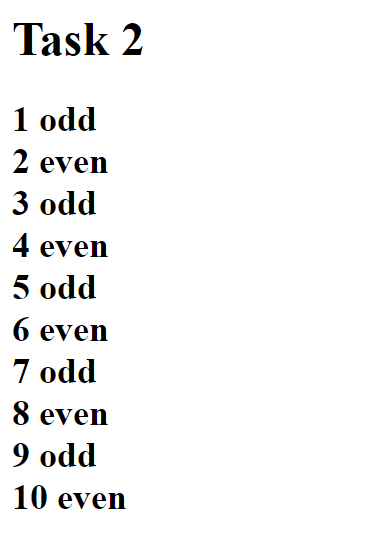 Task 2
1 odd
2 even
3 odd
4 even
5 odd
6 even
7 odd
8 even
9 odd
10 even